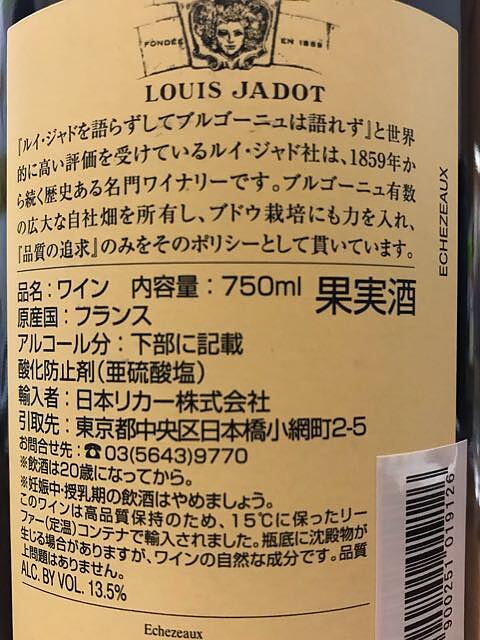 FONDÉE EN 1859
LOUIS JADOT
『ルイ・ジャドを語らずしてブルゴーニュは語れず』と世界
的に高い評価を受けているルイ・ジャド社は、1859年か
ら続く歴史ある名門ワイナリーです。ブルゴーニュ有数
の広大な自社畑を所有し、ブドウ栽培にも力を入れ、
『品質の追求』のみをそのポリシーとして貫いています。
ECHEZEAUX
品名：ワイン 内容量：750ml 果実酒
原産国：フランス
アルコール分：下部に記載
酸化防止剤（亜硫酸塩）
輸入者：日本リカー株式会社
引取先：東京都中央区日本橋小網町2-5
お問合せ先：☎03(5643)9770
※飲酒は20歳になってから。
※妊娠中・授乳期の飲酒はやめましょう。
このワインは高品質保持のため、15℃に保ったリー
ファー(定温)コンテナで輸入されました。瓶底に沈殿物が
生じる場合がありますが、ワインの自然な成分です。品質
上問題はありません。
ALC. BY VOL. 13.5%
Echezeaux
900251 019126